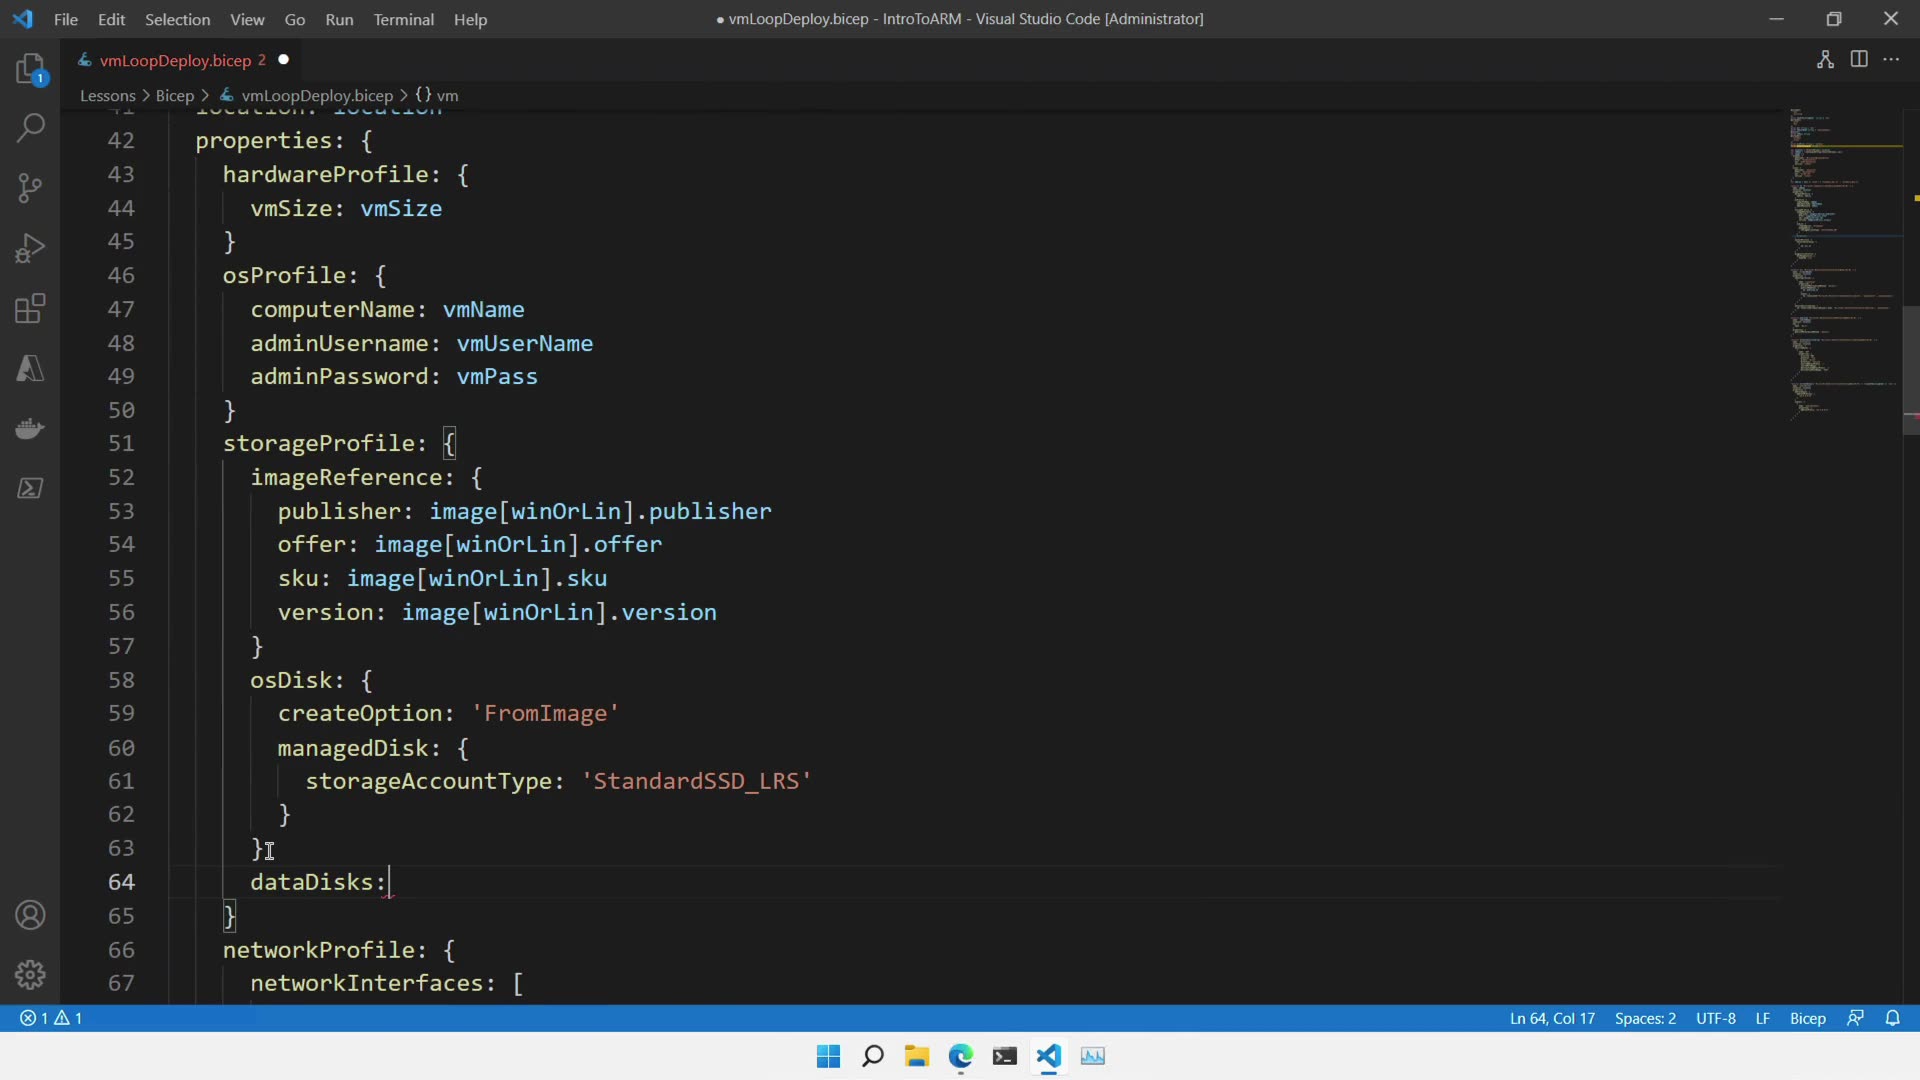 File Edit Selection View Go Run Terminal Help
● vmLoopDeploy.bicep - IntroToARM - Visual Studio Code [Administrator]
vmLoopDeploy.bicep 2
Lessons > Bicep > vmLoopDeploy.bicep > {} vm
1
41 location: location
42 properties: {
43 hardwareProfile: {
44 vmSize: vmSize
45 }
46 osProfile: {
47 computerName: vmName
48 adminUsername: vmUserName
49 adminPassword: vmPass
50 }
51 storageProfile: {
52 imageReference: {
53 publisher: image[winOrLin].publisher
54 offer: image[winOrLin].offer
55 sku: image[winOrLin].sku
56 version: image[winOrLin].version
57 }
58 osDisk: {
59 createOption: 'FromImage'
60 managedDisk: {
61 storageAccountType: 'StandardSSD_LRS'
62 }
63 }
64 dataDisks:
65 }
66 networkProfile: {
67 networkInterfaces: [
1 1 Ln 64, Col 17 Spaces: 2 UTF-8 LF Bicep